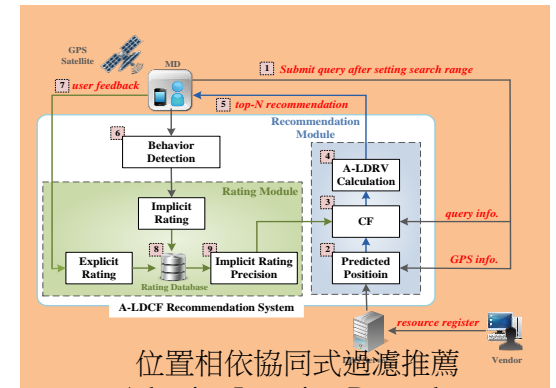 GPS
Satellite
MD
1 Submit query after setting search range
7 user feedback
5 top-N recommendation
Recommendation
Module
6 Behavior
Detection
4 A-LDRV
Calculation
Rating Module
Implicit
Rating
3 CF
query info.
8
9
2
Explicit
Rating
Rating Database
Implicit Rating
Precision
Predicted
Positioin
GPS info.
A-LDCF Recommendation System
resource register
Vendor
位置相依協同式過濾推薦